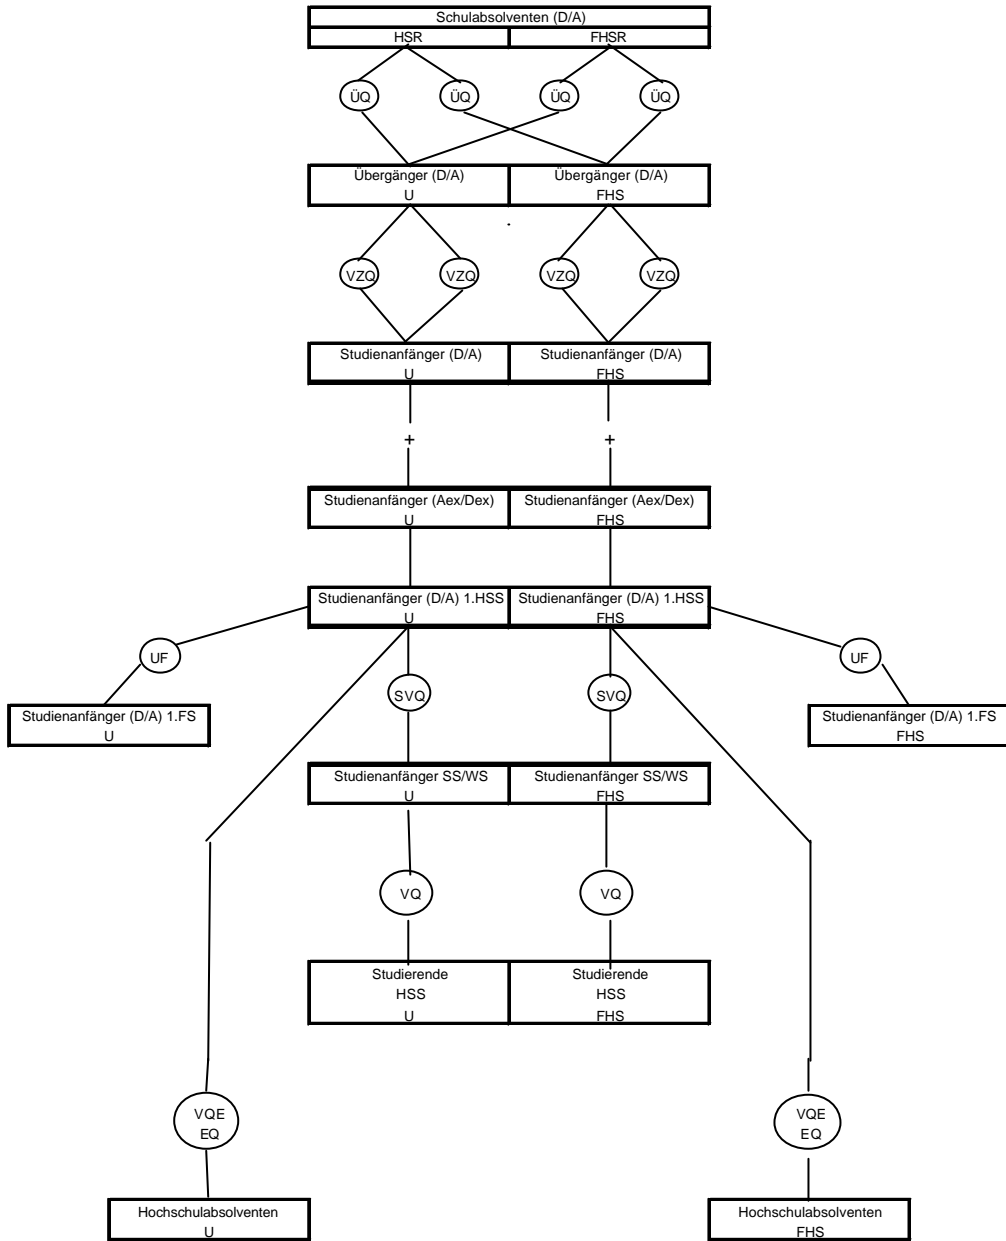 Schulabsolventen (D/A)
HSR FHSR
ÜQ ÜQ ÜQ ÜQ
Übergänger (D/A) Übergänger (D/A)
U FHS
VZQ VZQ VZQ VZQ
Studienanfänger (D/A) Studienanfänger (D/A)
U FHS
+ +
Studienanfänger (Aex/Dex) Studienanfänger (Aex/Dex)
U FHS
Studienanfänger (D/A) 1.HSS Studienanfänger (D/A) 1.HSS
U FHS
UF UF
SVQ SVQ
Studienanfänger (D/A) 1.FS Studienanfänger (D/A) 1.FS
U FHS
Studienanfänger SS/WS Studienanfänger SS/WS
U FHS
VQ VQ
Studierende Studierende
HSS HSS
U FHS
VQE VQE
EQ EQ
Hochschulabsolventen Hochschulabsolventen
U FHS